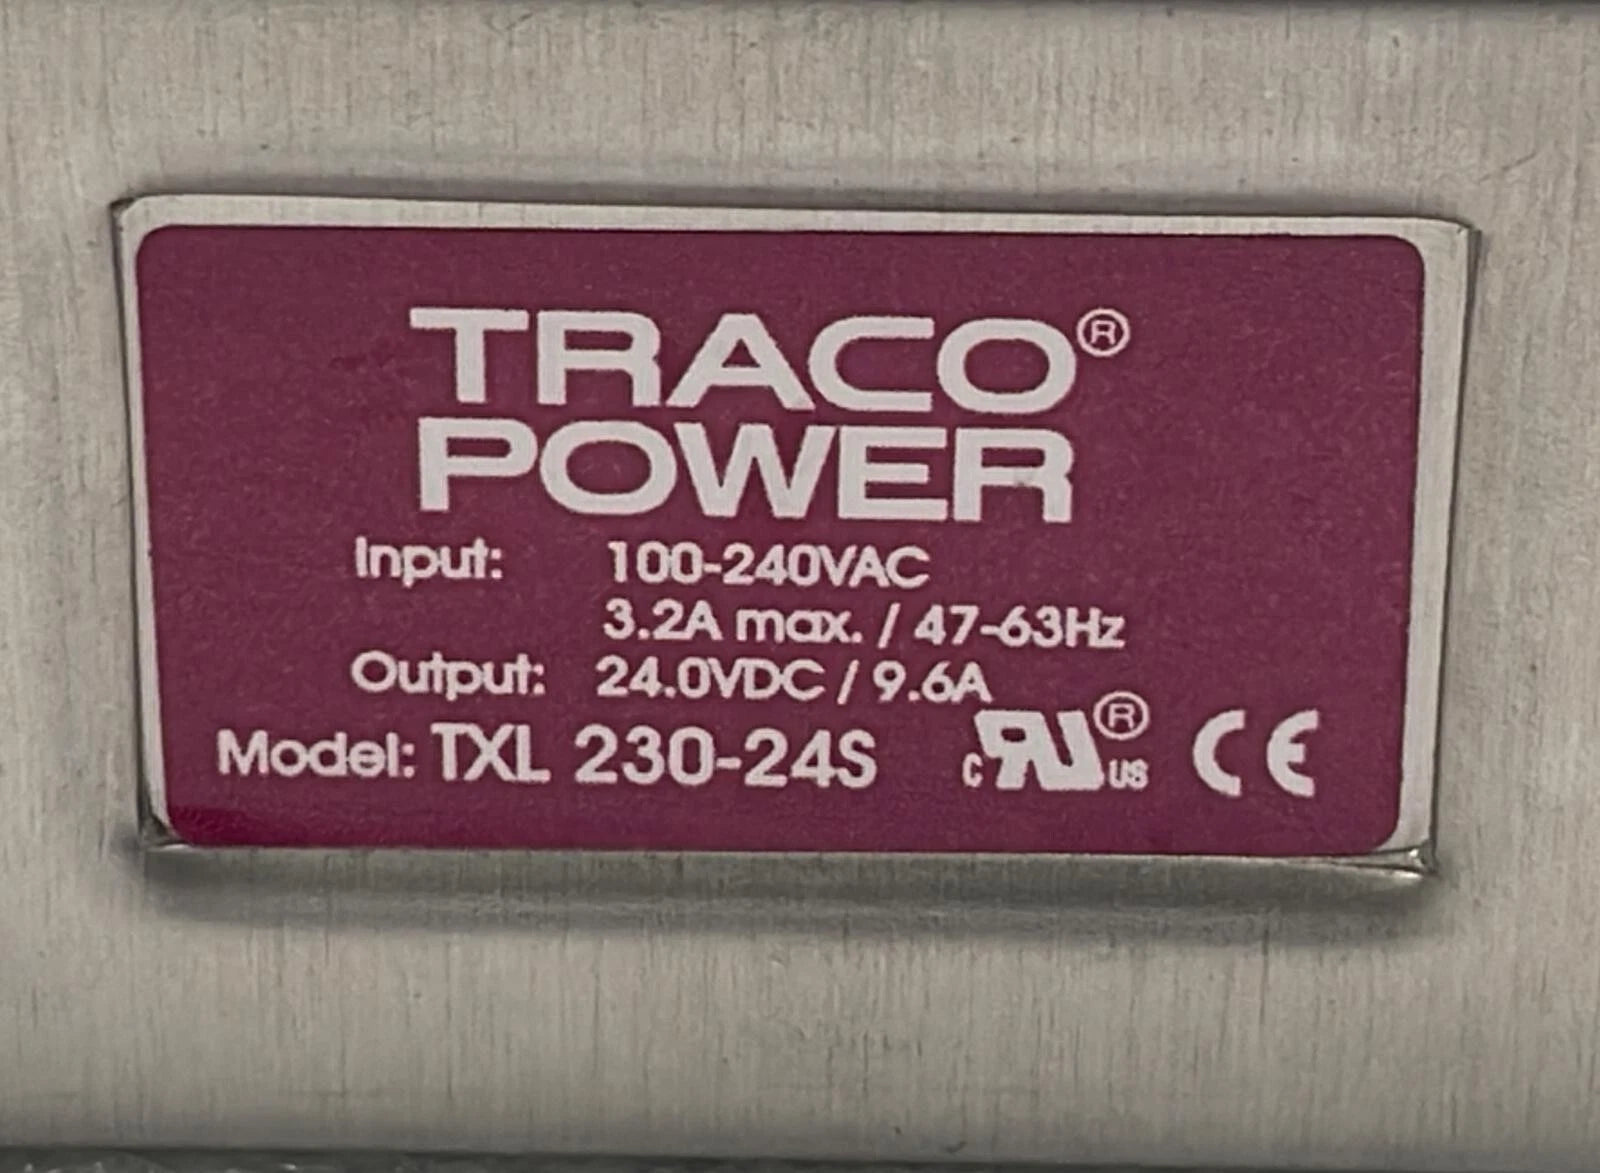 TRACO®
POWER
Input: 100-240VAC
3.2A max. / 47-63Hz
Output: 24.0VDC / 9.6A
Model: TXL 230-24S c RU® US CE